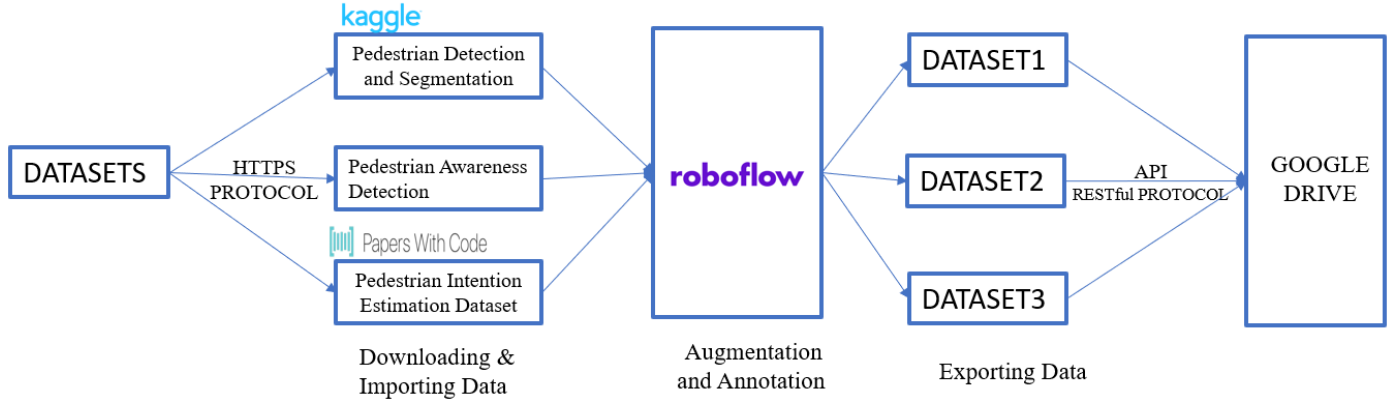 kaggle
Pedestrian Detection
and Segmentation
DATASETS
HTTPS
PROTOCOL
Pedestrian Awareness
Detection
Papers With Code
Pedestrian Intention
Estimation Dataset
Downloading &
Importing Data
roboflow
Augmentation
and Annotation
DATASET1
DATASET2
DATASET3
API
RESTful PROTOCOL
Exporting Data
GOOGLE
DRIVE